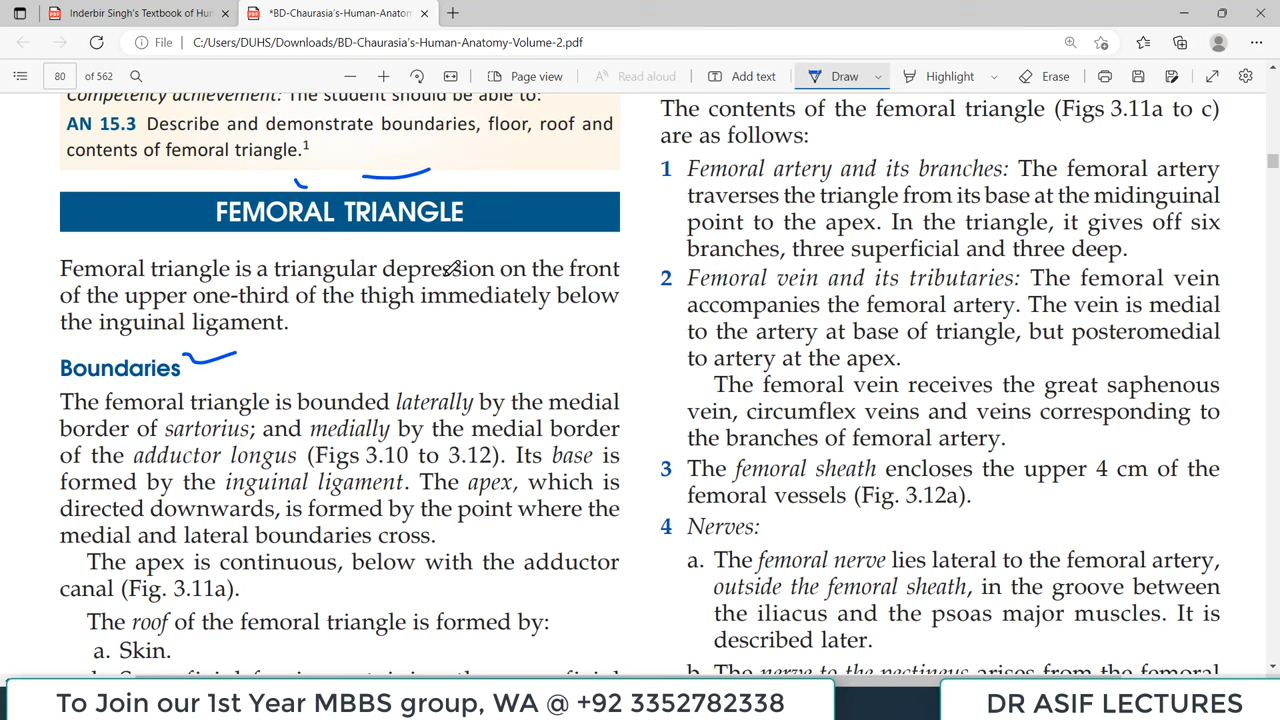 Inderbir Singh's Textbook of Hur
*BD-Chaurasia's-Human-Anatom
File
C:/Users/DUHS/Downloads/BD-Chaurasia's-Human-Anatomy-Volume-2.pdf
80 of 562
Page view
Read aloud
Add text
Draw
Highlight
Erase
Competency achievement: The student should be able to:
AN 15.3 Describe and demonstrate boundaries, floor, roof and
contents of femoral triangle.1
FEMORAL TRIANGLE
Femoral triangle is a triangular depression on the front
of the upper one-third of the thigh immediately below
the inguinal ligament.
Boundaries
The femoral triangle is bounded laterally by the medial
border of sartorius; and medially by the medial border
of the adductor longus (Figs 3.10 to 3.12). Its base is
formed by the inguinal ligament. The apex, which is
directed downwards, is formed by the point where the
medial and lateral boundaries cross.
The apex is continuous, below with the adductor
canal (Fig. 3.11a).
The roof of the femoral triangle is formed by:
a. Skin.
The contents of the femoral triangle (Figs 3.11a to c)
are as follows:
1 Femoral artery and its branches: The femoral artery
traverses the triangle from its base at the midinguinal
point to the apex. In the triangle, it gives off six
branches, three superficial and three deep.
2 Femoral vein and its tributaries: The femoral vein
accompanies the femoral artery. The vein is medial
to the artery at base of triangle, but posteromedial
to artery at the apex.
The femoral vein receives the great saphenous
vein, circumflex veins and veins corresponding to
the branches of femoral artery.
3 The femoral sheath encloses the upper 4 cm of the
femoral vessels (Fig. 3.12a).
4 Nerves:
a. The femoral nerve lies lateral to the femoral artery,
outside the femoral sheath, in the groove between
the iliacus and the psoas major muscles. It is
described later.
b. The nerve to the pectineus arises from the femoral
To Join our 1st Year MBBS group, WA @ +92 3352782338
DR ASIF LECTURES